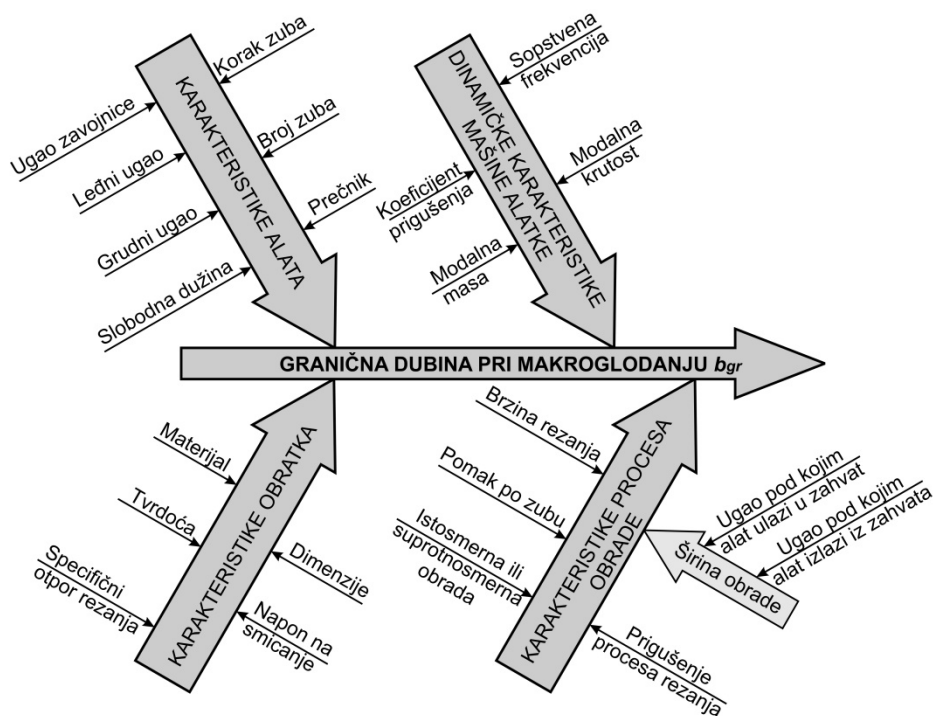 KARAKTERISTIKE ALATA
Korak zuba
Ugao zavojnice
Broj zuba
Leđni ugao
Prečnik
Grudni ugao
Slobodna dužina
DINAMIČKE KARAKTERISTIKE
MAŠINE ALATKE
Sopstvena
frekvencija
Modalna
krutost
Koeficijent
prigušenja
Modalna
masa
GRANIČNA DUBINA PRI MAKROGLODANJU bgr
KARAKTERISTIKE OBRATKA
Materijal
Tvrdoća
Specifični
otpor rezanja
Dimenzije
Napon na
smicanje
KARAKTERISTIKE PROCESA
OBRADE
Brzina rezanja
Pomak po zubu
Istosmerna ili
suprotnosmerna
obrada
Prigušenje
procesa rezanja
Širina obrade
Ugao pod kojim
alat ulazi u zahvat
Ugao pod kojim
alat izlazi iz zahvata